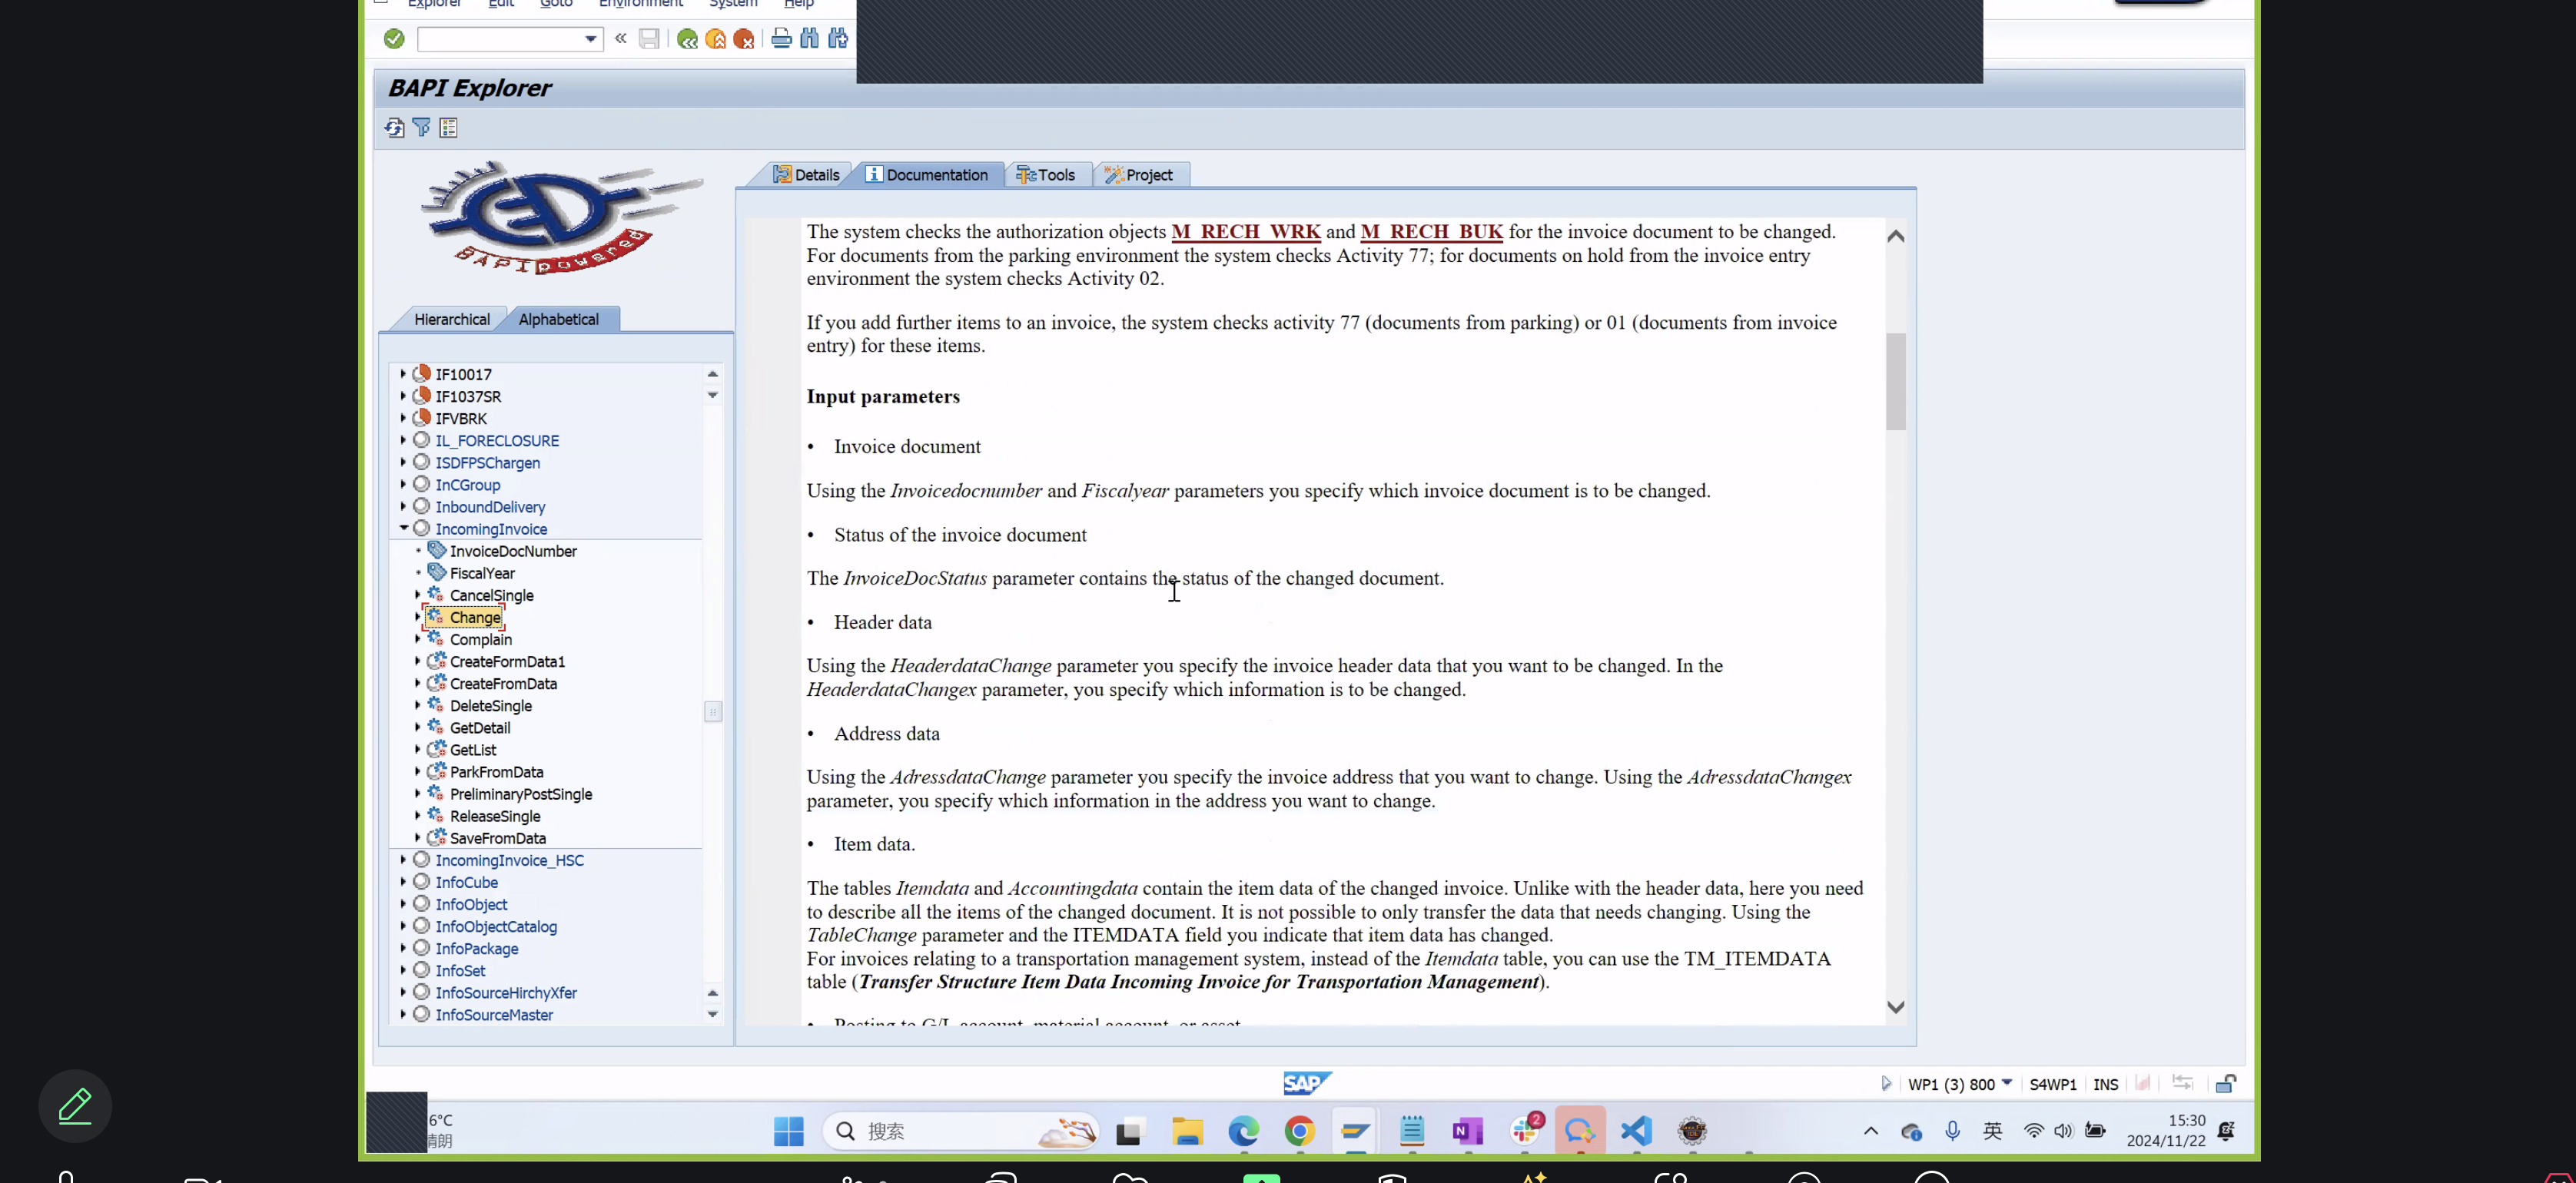 Explorer Edit Goto Environment System Help
BAPI Explorer
BAPI powered
Details Documentation Tools Project
The system checks the authorization objects M_RECH_WRK and M_RECH_BUK for the invoice document to be changed.
For documents from the parking environment the system checks Activity 77; for documents on hold from the invoice entry
environment the system checks Activity 02.
If you add further items to an invoice, the system checks activity 77 (documents from parking) or 01 (documents from invoice
entry) for these items.
Input parameters
• Invoice document
Using the Invoicedocnumber and Fiscalyear parameters you specify which invoice document is to be changed.
• Status of the invoice document
The InvoiceDocStatus parameter contains the status of the changed document.
• Header data
Using the HeaderdataChange parameter you specify the invoice header data that you want to be changed. In the
HeaderdataChangex parameter, you specify which information is to be changed.
• Address data
Using the AdressdataChange parameter you specify the invoice address that you want to change. Using the AdressdataChangex
parameter, you specify which information in the address you want to change.
• Item data.
The tables Itemdata and Accountingdata contain the item data of the changed invoice. Unlike with the header data, here you need
to describe all the items of the changed document. It is not possible to only transfer the data that needs changing. Using the
TableChange parameter and the ITEMDATA field you indicate that item data has changed.
For invoices relating to a transportation management system, instead of the Itemdata table, you can use the TM_ITEMDATA
table (Transfer Structure Item Data Incoming Invoice for Transportation Management).
• Posting to G/L account, material account, or asset
Hierarchical Alphabetical
IF10017
IF1037SR
IFVBRK
IL_FORECLOSURE
ISDFPSChargen
InCGroup
InboundDelivery
IncomingInvoice
InvoiceDocNumber
FiscalYear
CancelSingle
Change
Complain
CreateFormData1
CreateFromData
DeleteSingle
GetDetail
GetList
ParkFromData
PreliminaryPostSingle
ReleaseSingle
SaveFromData
IncomingInvoice_HSC
InfoCube
InfoObject
InfoObjectCatalog
InfoPackage
InfoSet
InfoSourceHirchyXfer
InfoSourceMaster
SAP
WP1 (3) 800 S4WP1 INS
6°C
晴朗
搜索
2
英
15:30
2024/11/22